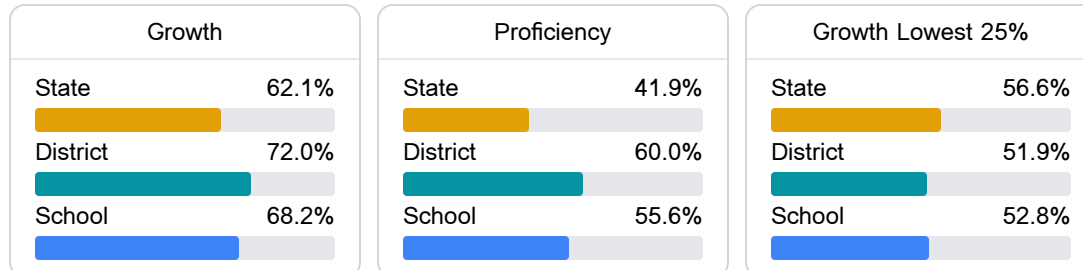 Growth
State 62.1%
District 72.0%
School 68.2%
Proficiency
State 41.9%
District 60.0%
School 55.6%
Growth Lowest 25%
State 56.6%
District 51.9%
School 52.8%